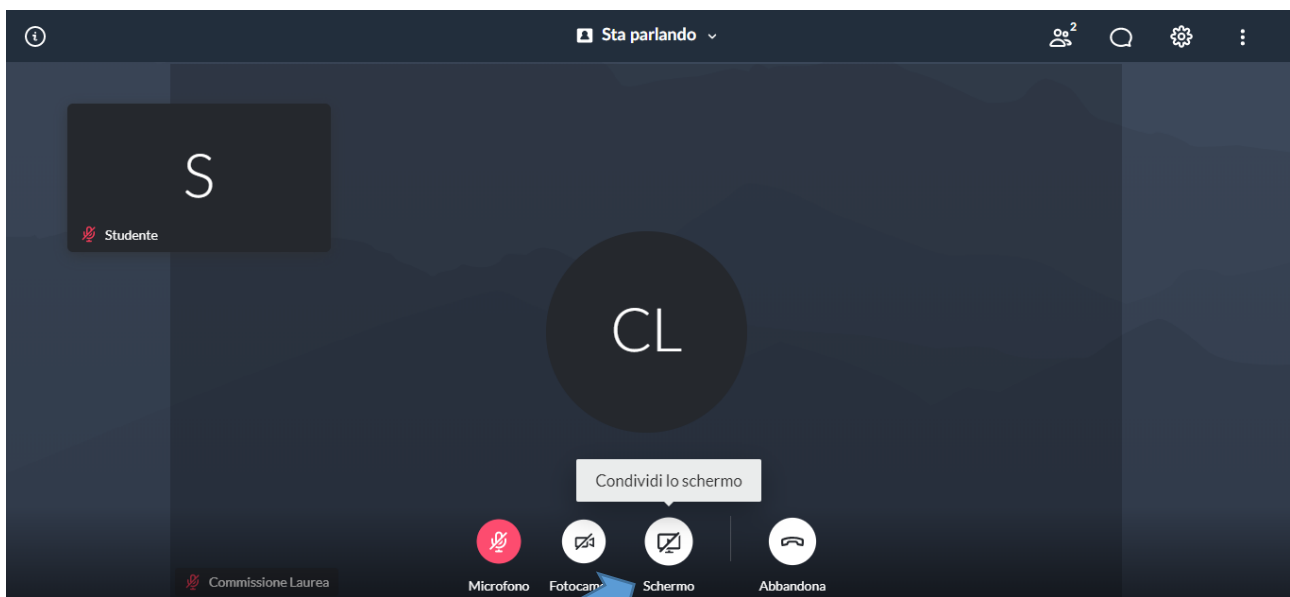 Sta parlando
2
S
Studente
CL
Condividi lo schermo
Commissione Laurea
Microfono
Schermo
Abbandona